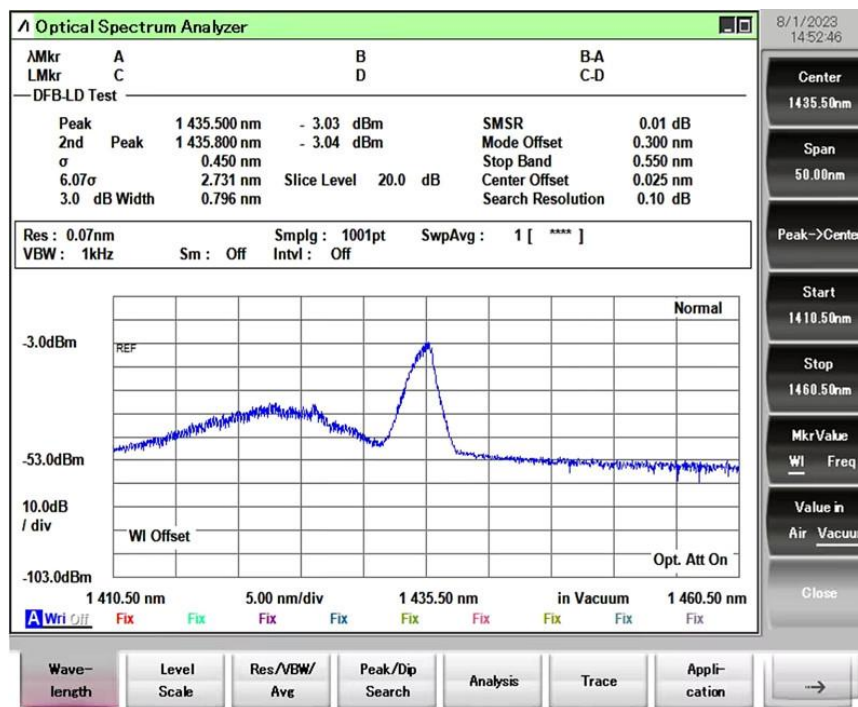 Optical Spectrum Analyzer
8/1/2023
14:52:46
λMkr A B B-A
LMkr C D C-D
DFB-LD Test
Peak 1 435.500 nm - 3.03 dBm SMSR 0.01 dB
2nd Peak 1 435.800 nm - 3.04 dBm Mode Offset 0.300 nm
σ 0.450 nm Stop Band 0.550 nm
6.07σ 2.731 nm Slice Level 20.0 dB Center Offset 0.025 nm
3.0 dB Width 0.796 nm Search Resolution 0.10 dB
Res : 0.07nm Smplg : 1001pt SwpAvg : 1 [ **** ]
VBW : 1kHz Sm : Off Intvl : Off
Normal
-3.0dBm
REF
-53.0dBm
10.0dB
/ div
Wl Offset
Opt. Att On
-103.0dBm
1 410.50 nm 5.00 nm/div 1 435.50 nm in Vacuum 1 460.50 nm
A Wri Off Fix Fix Fix Fix Fix Fix Fix Fix Fix
Center
1435.50nm
Span
50.00nm
Peak->Cente
Start
1410.50nm
Stop
1460.50nm
MkrValue
Wl Freq
Value in
Air Vacuu
Close
Wave-
length
Level
Scale
Res/VBW/
Avg
Peak/Dip
Search
Analysis
Trace
Appli-
cation